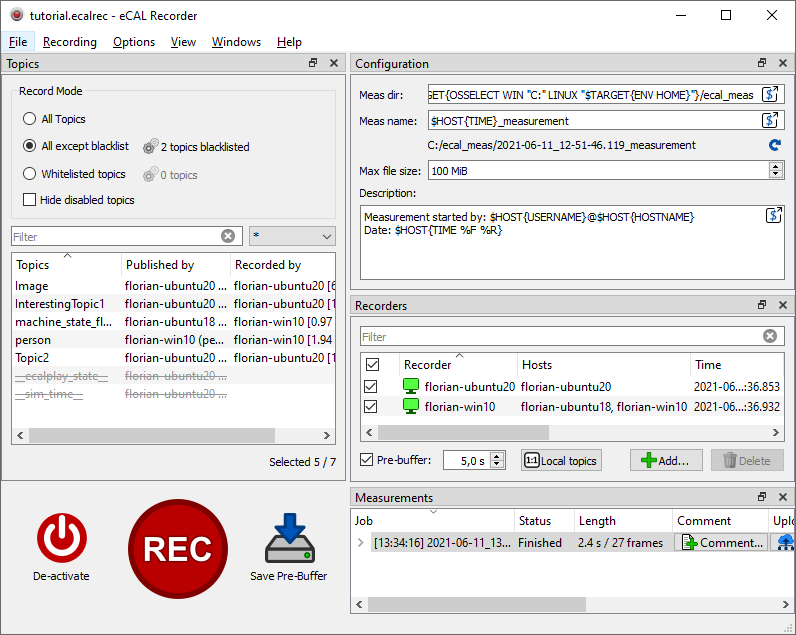 tutorial.ecalrec - eCAL Recorder
File Recording Options View Windows Help
Topics
Record Mode
All Topics
All except blacklist 2 topics blacklisted
Whitelisted topics 0 topics
Hide disabled topics
Filter *
Topics Published by Recorded by
Image florian-ubuntu20 ... florian-ubuntu20 [6
InterestingTopic1 florian-ubuntu20 ... florian-ubuntu20 [1
machine_state_fl... florian-ubuntu18 ... florian-win10 [0.97
person florian-win10 (pe... florian-win10 [1.94
Topic2 florian-ubuntu20 ... florian-ubuntu20 [1
__ecalplay_state__ florian-ubuntu20 ...
__sim_time__ florian-ubuntu20 ...
Selected 5 / 7
De-activate
REC
Save Pre-Buffer
Configuration
Meas dir: GET{OSSELECT WIN "C:" LINUX "$TARGET{ENV HOME}"}/ecal_meas $
Meas name: $HOST{TIME}_measurement $
C:/ecal_meas/2021-06-11_12-51-46.119_measurement
Max file size: 100 MiB
Description:
Measurement started by: $HOST{USERNAME}@$HOST{HOSTNAME} $
Date: $HOST{TIME %F %R}
Recorders
Filter
Recorder Hosts Time
florian-ubuntu20 florian-ubuntu20 2021-06...:36.853
florian-win10 florian-ubuntu18, florian-win10 2021-06...:36.932
Pre-buffer: 5,0 s 1:1 Local topics Add... Delete
Measurements
Job Status Length Comment Uplo
[13:34:16] 2021-06-11_13... Finished 2.4 s / 27 frames Comment...